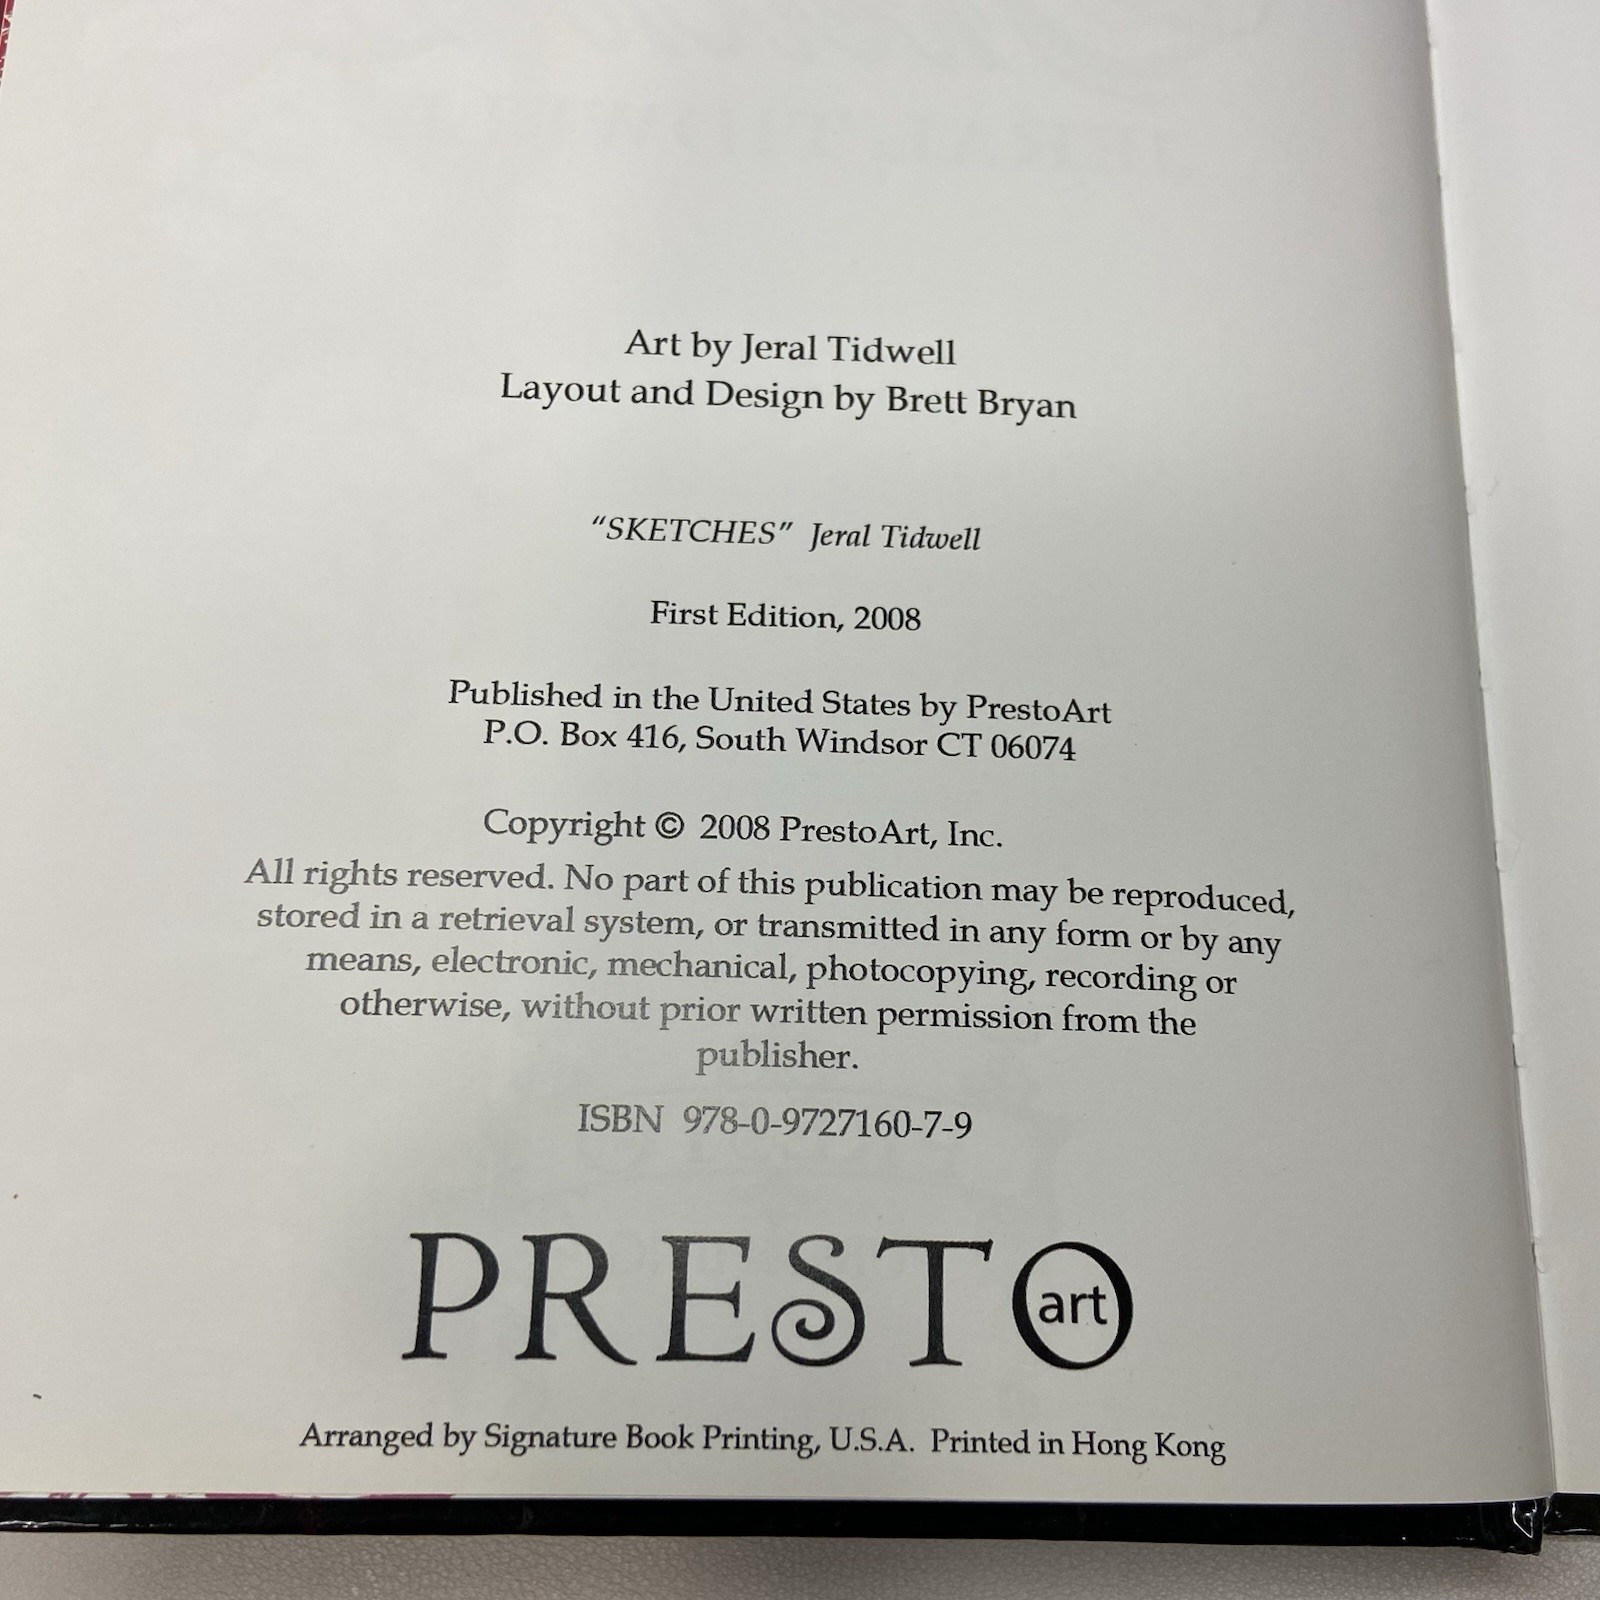 Art by Jeral Tidwell
Layout and Design by Brett Bryan
“SKETCHES” Jeral Tidwell
First Edition, 2008
Published in the United States by PrestoArt
P.O. Box 416, South Windsor CT 06074
Copyright © 2008 PrestoArt, Inc.
All rights reserved. No part of this publication may be reproduced,
stored in a retrieval system, or transmitted in any form or by any
means, electronic, mechanical, photocopying, recording or
otherwise, without prior written permission from the
publisher.
ISBN 978-0-9727160-7-9
PRESTO
art
Arranged by Signature Book Printing, U.S.A. Printed in Hong Kong